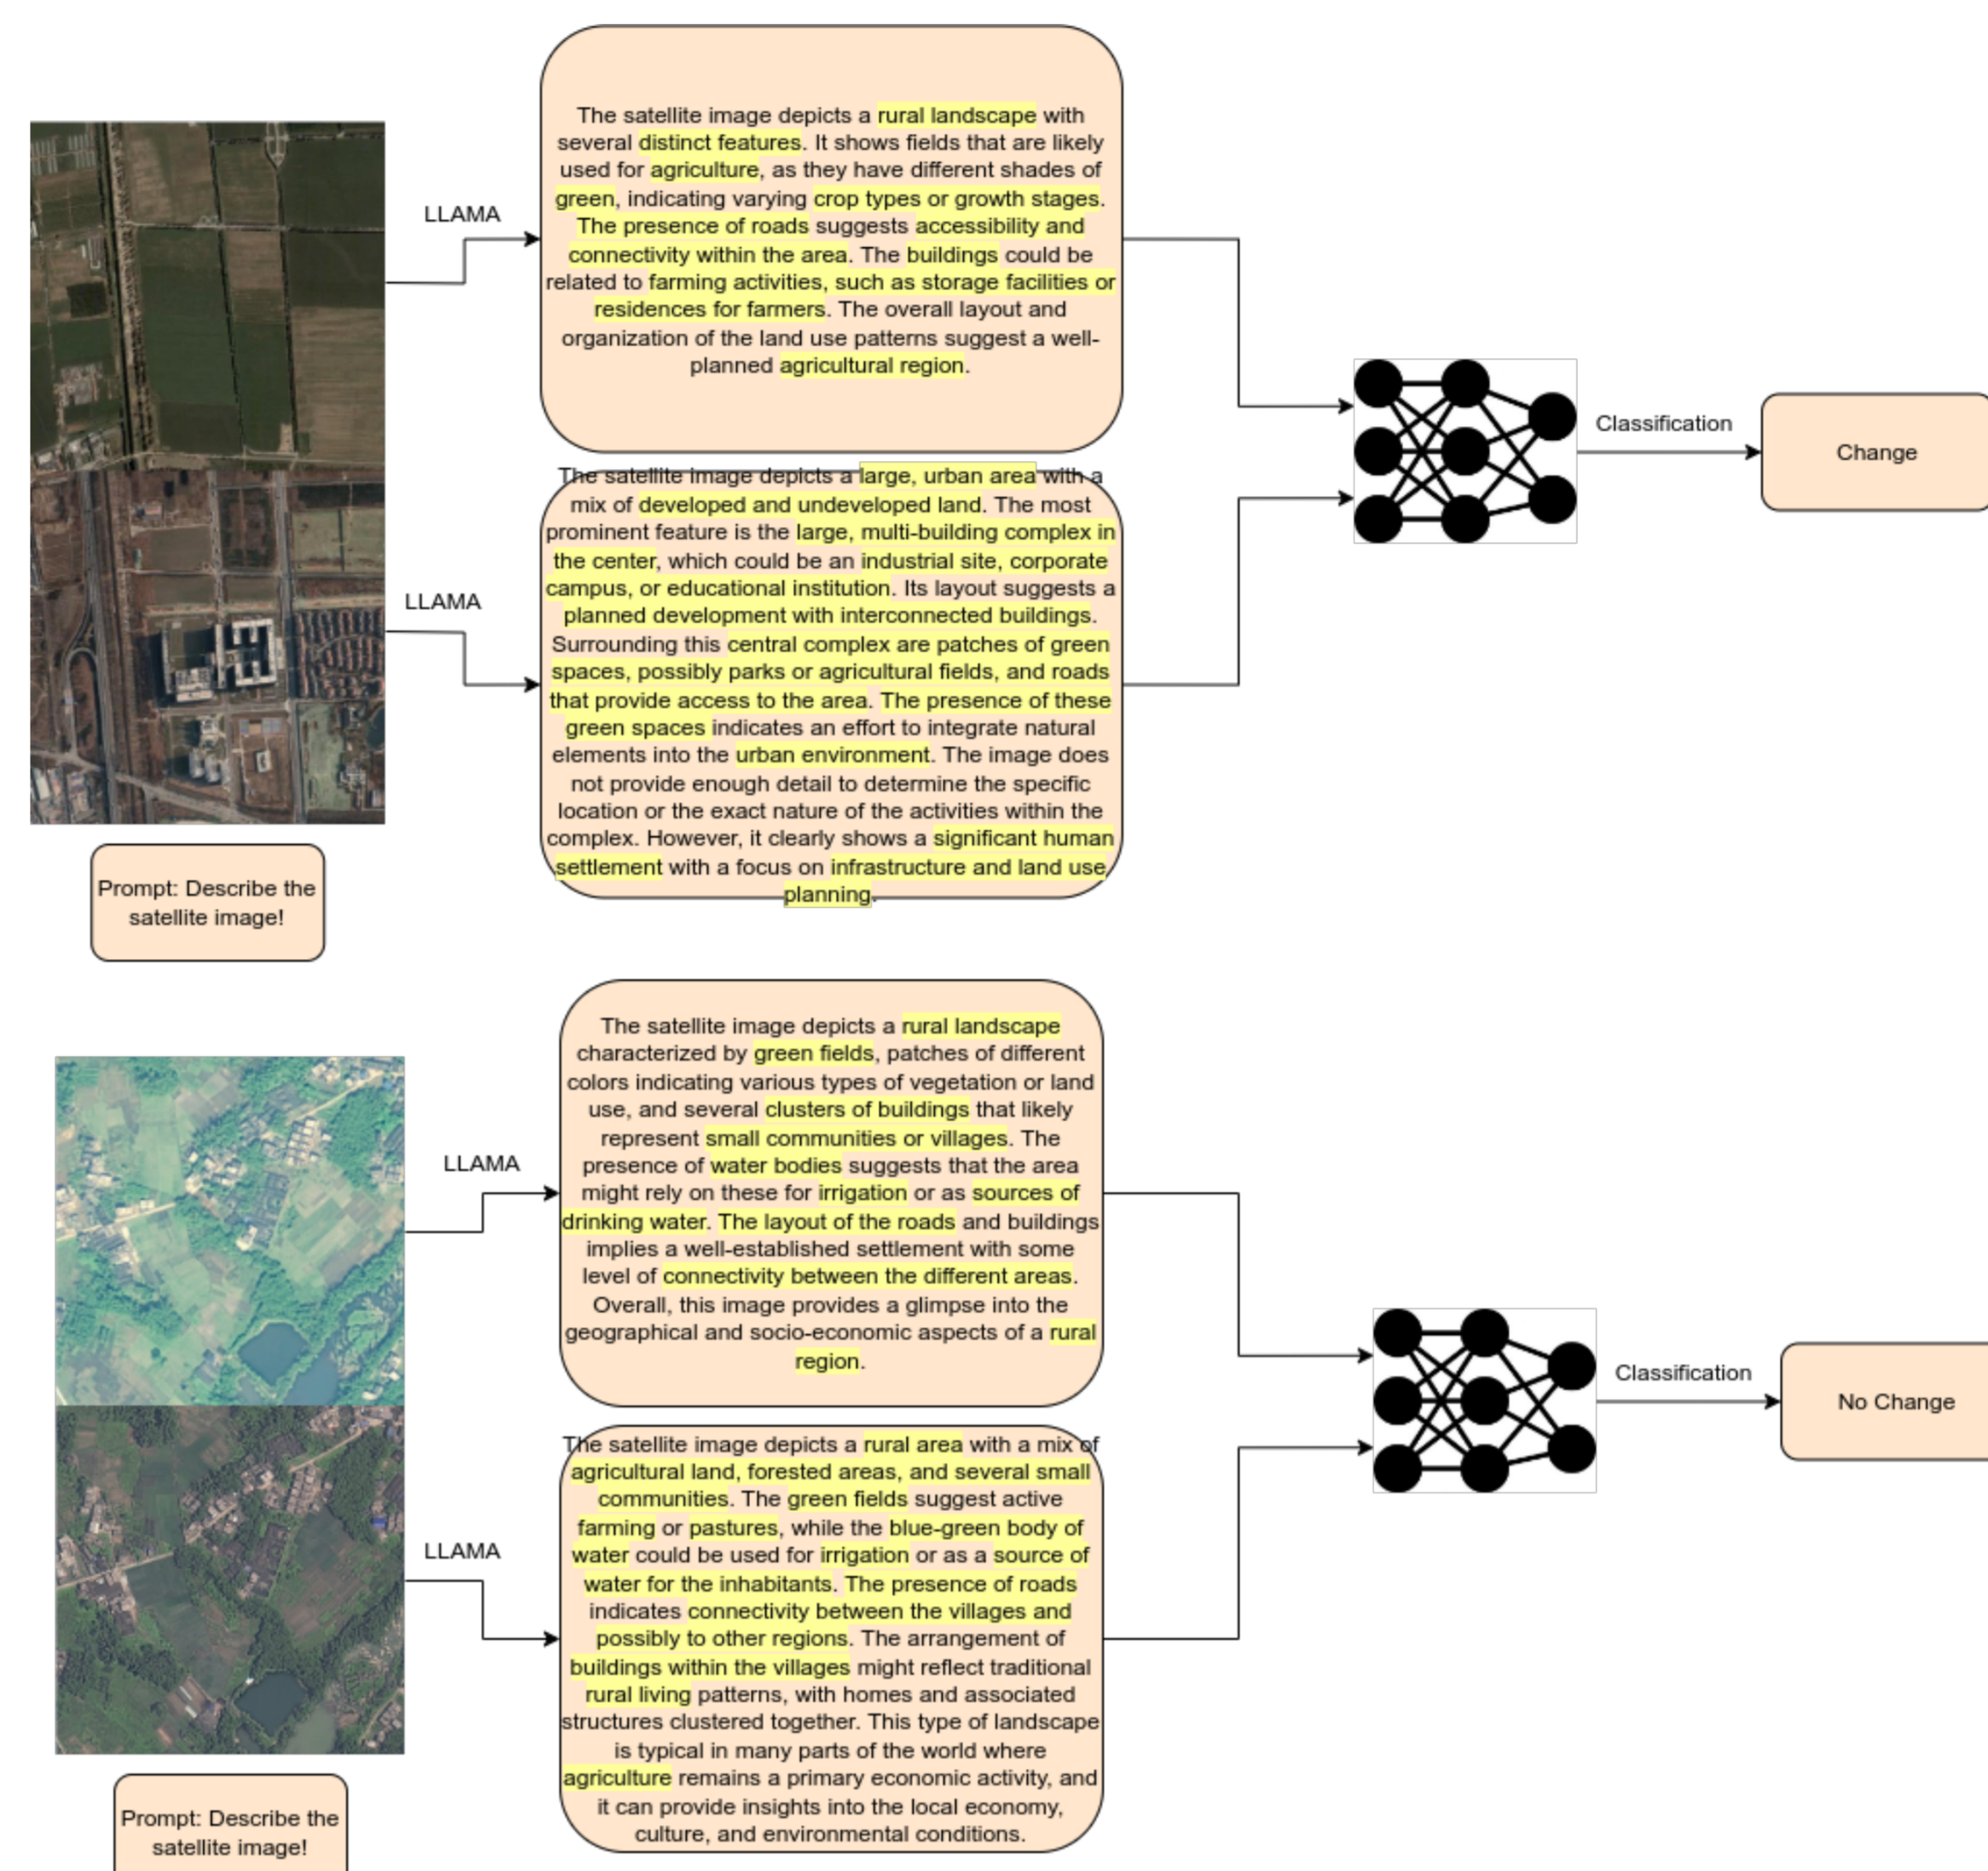 The satellite image depicts a rural landscape with
several distinct features. It shows fields that are likely
used for agriculture, as they have different shades of
green, indicating varying crop types or growth stages.
The presence of roads suggests accessibility and
connectivity within the area. The buildings could be
related to farming activities, such as storage facilities or
residences for farmers. The overall layout and
organization of the land use patterns suggest a well-
planned agricultural region.
LLAMA
The satellite image depicts a large, urban area with a
mix of developed and undeveloped land. The most
prominent feature is the large, multi-building complex in
the center, which could be an industrial site, corporate
campus, or educational institution. Its layout suggests a
planned development with interconnected buildings.
Surrounding this central complex are patches of green
spaces, possibly parks or agricultural fields, and roads
that provide access to the area. The presence of these
green spaces indicates an effort to integrate natural
elements into the urban environment. The image does
not provide enough detail to determine the specific
location or the exact nature of the activities within the
complex. However, it clearly shows a significant human
settlement with a focus on infrastructure and land use
planning.
LLAMA
Classification
Change
Prompt: Describe the
satellite image!
The satellite image depicts a rural landscape
characterized by green fields, patches of different
colors indicating various types of vegetation or land
use, and several clusters of buildings that likely
represent small communities or villages. The
presence of water bodies suggests that the area
might rely on these for irrigation or as sources of
drinking water. The layout of the roads and buildings
implies a well-established settlement with some
level of connectivity between the different areas.
Overall, this image provides a glimpse into the
geographical and socio-economic aspects of a rural
region.
LLAMA
The satellite image depicts a rural area with a mix of
agricultural land, forested areas, and several small
communities. The green fields suggest active
farming or pastures, while the blue-green body of
water could be used for irrigation or as a source of
water for the inhabitants. The presence of roads
indicates connectivity between the villages and
possibly to other regions. The arrangement of
buildings within the villages might reflect traditional
rural living patterns, with homes and associated
structures clustered together. This type of landscape
is typical in many parts of the world where
agriculture remains a primary economic activity, and
it can provide insights into the local economy,
culture, and environmental conditions.
LLAMA
Classification
No Change
Prompt: Describe the
satellite image!